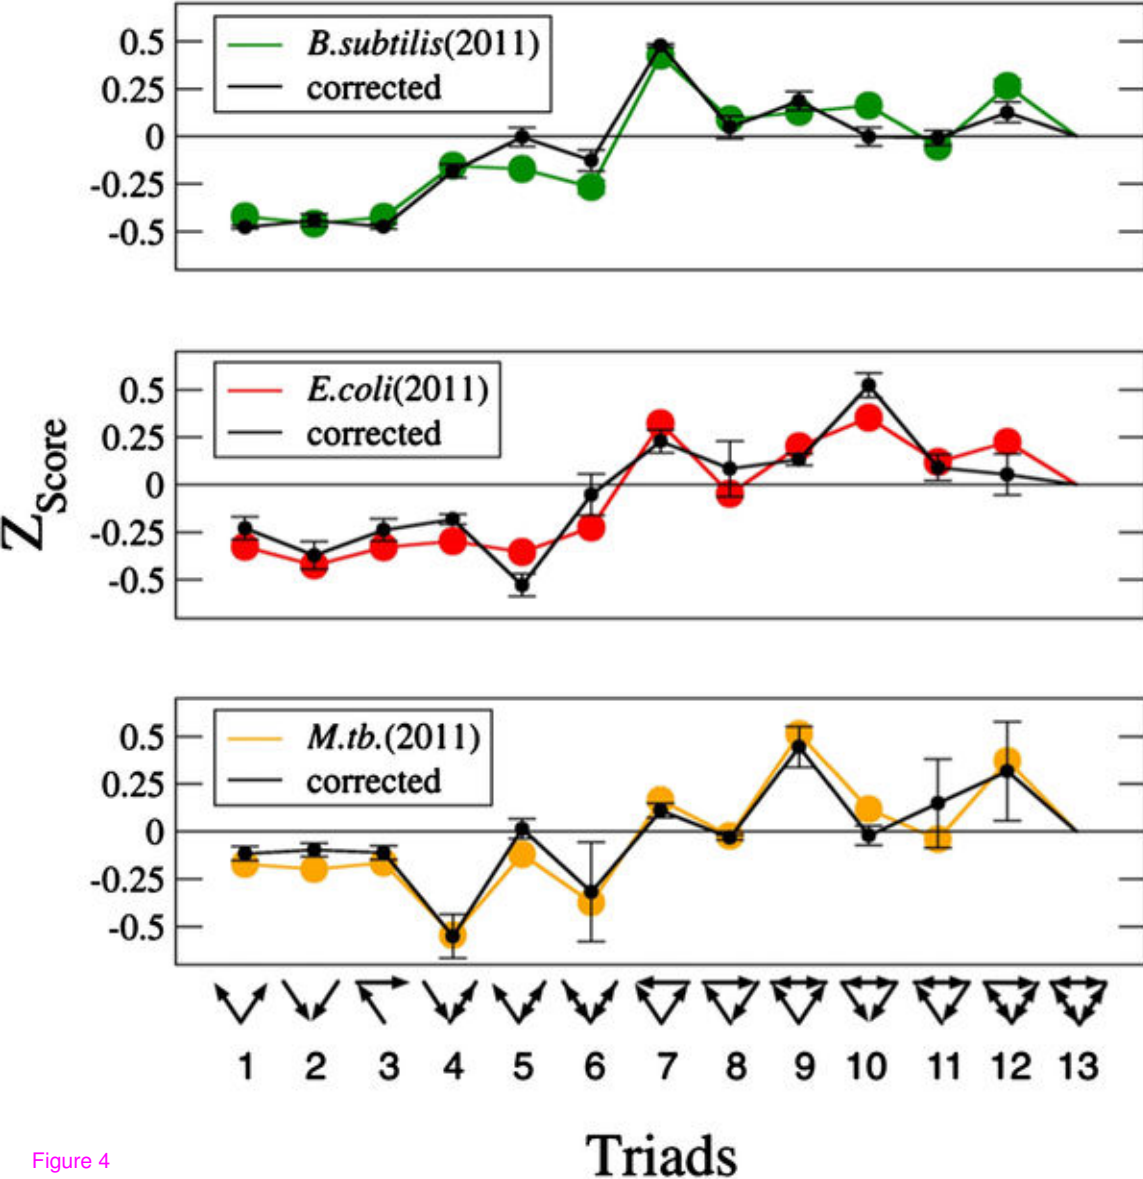 B.subtilis(2011)
corrected
0.5
0.25
0
-0.25
-0.5
E.coli(2011)
corrected
0.5
0.25
0
-0.25
-0.5
ZScore
M.tb.(2011)
corrected
0.5
0.25
0
-0.25
-0.5
1 2 3 4 5 6 7 8 9 10 11 12 13
Triads
Figure 4